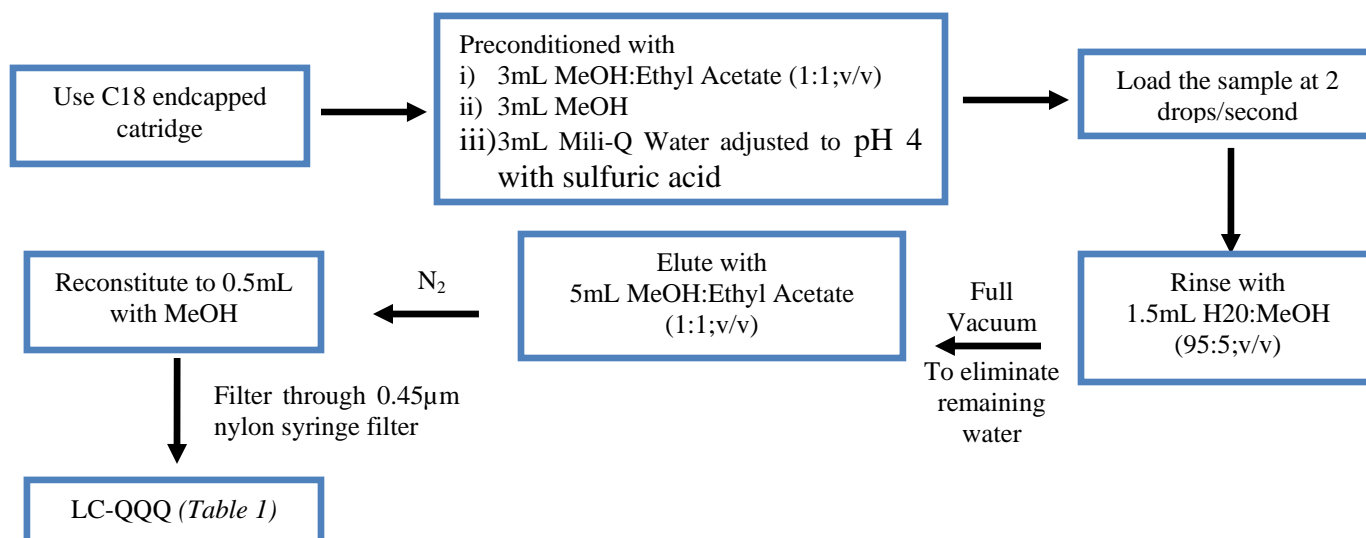 Use C18 endcapped
catridge
Preconditioned with
i) 3mL MeOH:Ethyl Acetate (1:1;v/v)
ii) 3mL MeOH
iii)3mL Mili-Q Water adjusted to pH 4
with sulfuric acid
Load the sample at 2
drops/second
Rinse with
1.5mL H20:MeOH
(95:5;v/v)
Full
Vacuum
To eliminate
remaining
water
Elute with
5mL MeOH:Ethyl Acetate
(1:1;v/v)
N₂
Reconstitute to 0.5mL
with MeOH
Filter through 0.45µm
nylon syringe filter
LC-QQQ (Table 1)